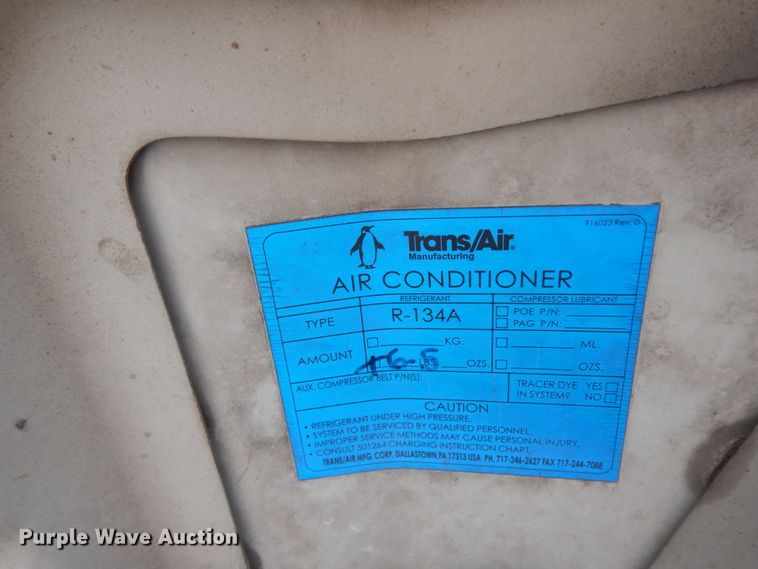 916023 Rev. D
Trans/Air®
Manufacturing
AIR CONDITIONER
REFRIGERANT COMPRESSOR LUBRICANT
TYPE R-134A POE P/N:
PAG P/N:
AMOUNT KG. ML.
LBS OZS. OZS.
AUX. COMPRESSOR BELT P/N(S): TRACER DYE YES
IN SYSTEM? NO
CAUTION
• REFRIGERANT UNDER HIGH PRESSURE.
• SYSTEM TO BE SERVICED BY QUALIFIED PERSONNEL.
• IMPROPER SERVICE METHODS MAY CAUSE PERSONAL INJURY.
• CONSULT 501264 CHARGING INSTRUCTION CHART.
TRANS/AIR MFG. CORP. DALLASTOWN, PA 17313 USA PH. 717-246-2627 FAX 717-244-7088
Purple Wave Auction